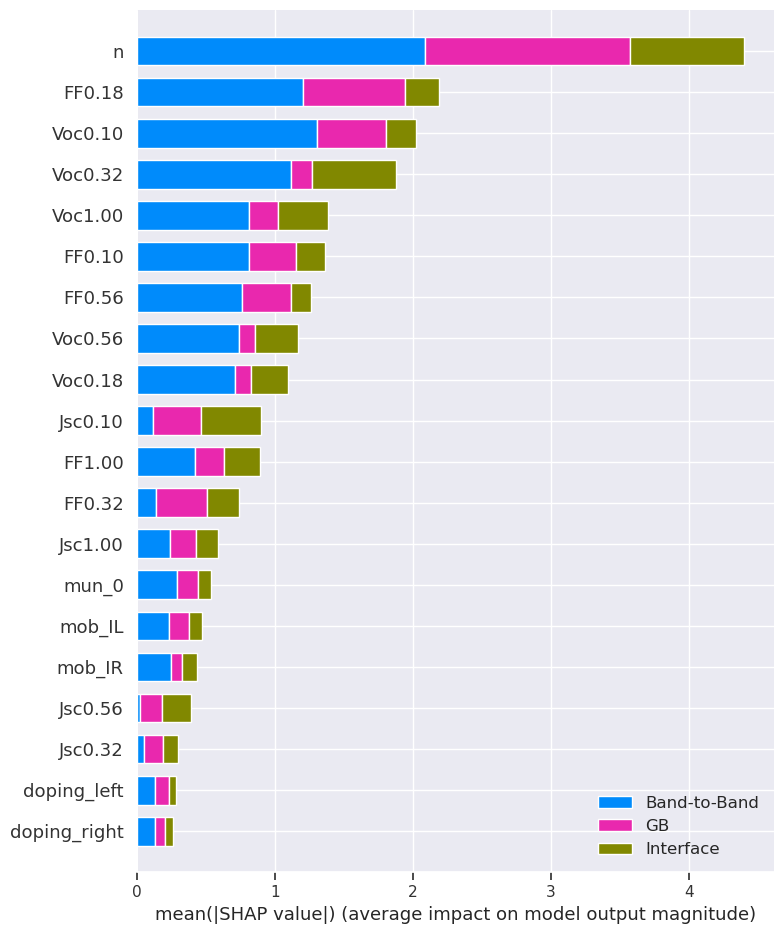 n
FF0.18
Voc0.10
Voc0.32
Voc1.00
FF0.10
FF0.56
Voc0.56
Voc0.18
Jsc0.10
FF1.00
FF0.32
Jsc1.00
mun_0
mob_IL
mob_IR
Jsc0.56
Jsc0.32
doping_left
doping_right
Band-to-Band
GB
Interface
0 1 2 3 4
mean(|SHAP value|) (average impact on model output magnitude)